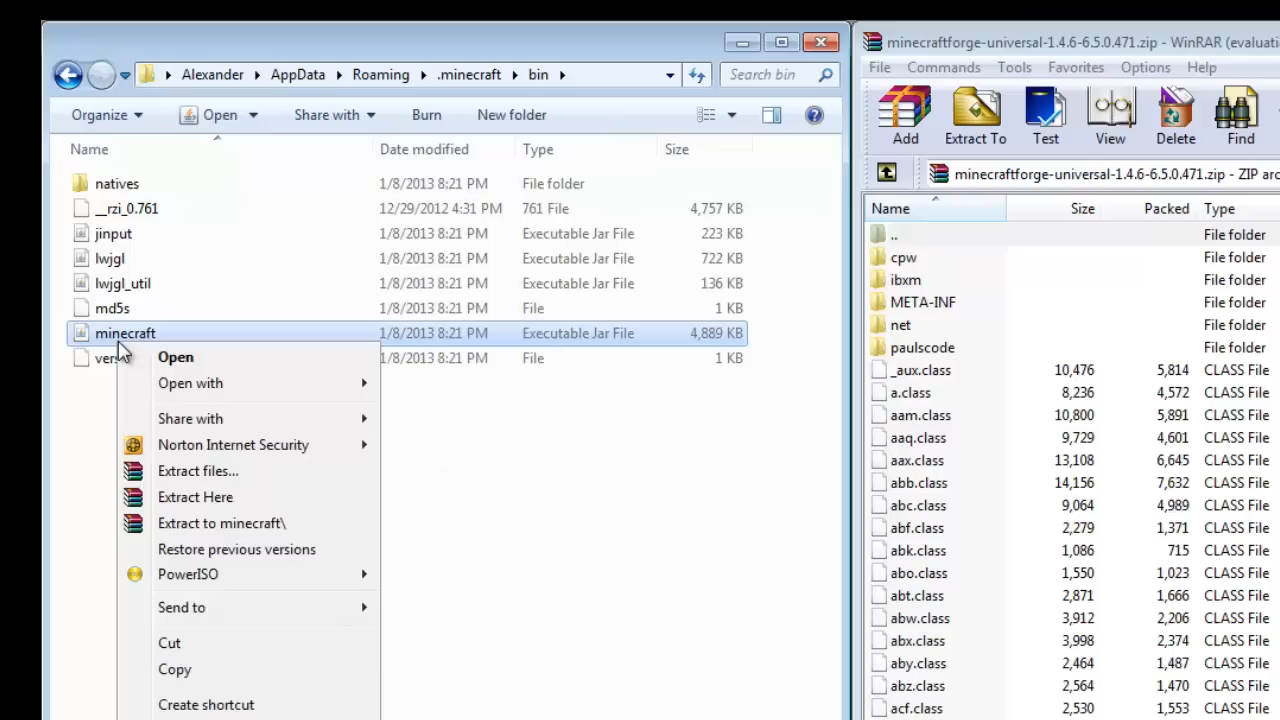 Alexander ▸ AppData ▸ Roaming ▸ .minecraft ▸ bin ▸
Search bin
Organize
Open
Share with
Burn
New folder
Name Date modified Type Size
natives 1/8/2013 8:21 PM File folder
__rzi_0.761 12/29/2012 4:31 PM 761 File 4,757 KB
jinput 1/8/2013 8:21 PM Executable Jar File 223 KB
lwjgl 1/8/2013 8:21 PM Executable Jar File 722 KB
lwjgl_util 1/8/2013 8:21 PM Executable Jar File 136 KB
md5s 1/8/2013 8:21 PM File 1 KB
minecraft 1/8/2013 8:21 PM Executable Jar File 4,889 KB
1/8/2013 8:21 PM File 1 KB
Open
Open with
Share with
Norton Internet Security
Extract files...
Extract Here
Extract to minecraft\
Restore previous versions
PowerISO
Send to
Cut
Copy
Create shortcut
minecraftforge-universal-1.4.6-6.5.0.471.zip - WinRAR (evaluati
File Commands Tools Favorites Options Help
Add Extract To Test View Delete Find
minecraftforge-universal-1.4.6-6.5.0.471.zip - ZIP arc
Name Size Packed Type
.. File folder
cpw File folder
ibxm File folder
META-INF File folder
net File folder
paulscode File folder
_aux.class 10,476 5,814 CLASS File
a.class 8,236 4,572 CLASS File
aam.class 10,800 5,891 CLASS File
aaq.class 9,729 4,601 CLASS File
aax.class 13,108 6,645 CLASS File
abb.class 14,156 7,632 CLASS File
abc.class 9,064 4,989 CLASS File
abf.class 2,279 1,371 CLASS File
abk.class 1,086 715 CLASS File
abo.class 1,550 1,023 CLASS File
abt.class 2,871 1,666 CLASS File
abw.class 3,912 2,206 CLASS File
abx.class 3,998 2,374 CLASS File
aby.class 2,464 1,487 CLASS File
abz.class 2,564 1,470 CLASS File
acf.class 2,530 1,553 CLASS File